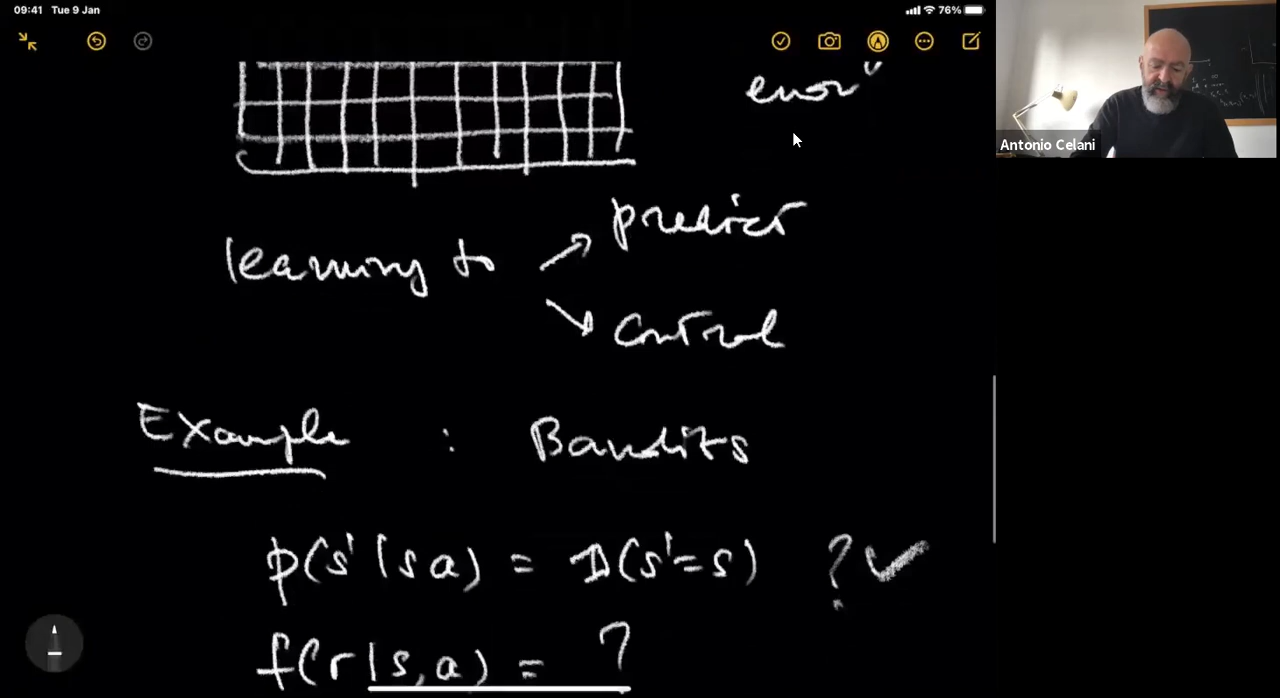 09:41 Tue 9 Jan
76%
error"
Antonio Celani
learning to
predict
control
Example : Bandits
p(s'|s a) = 𝟙(s'=s) ? ✓
f(r|s,a) = ?